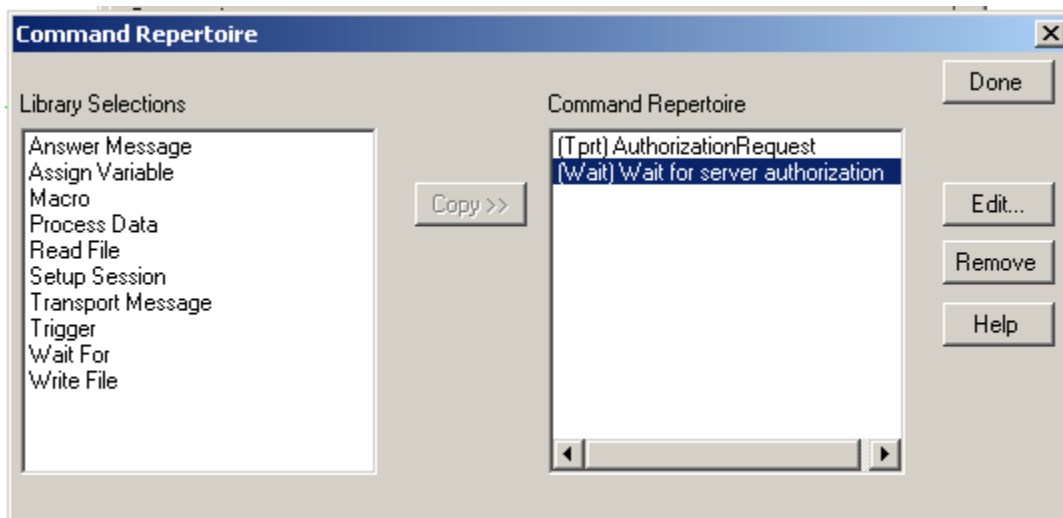 Command Repertoire
Done
Library Selections
Command Repertoire
Answer Message
Assign Variable
Macro
Process Data
Read File
Setup Session
Transport Message
Trigger
Wait For
Write File
Copy >>
(Tprt) AuthorizationRequest
(Wait) Wait for server authorization
Edit...
Remove
Help